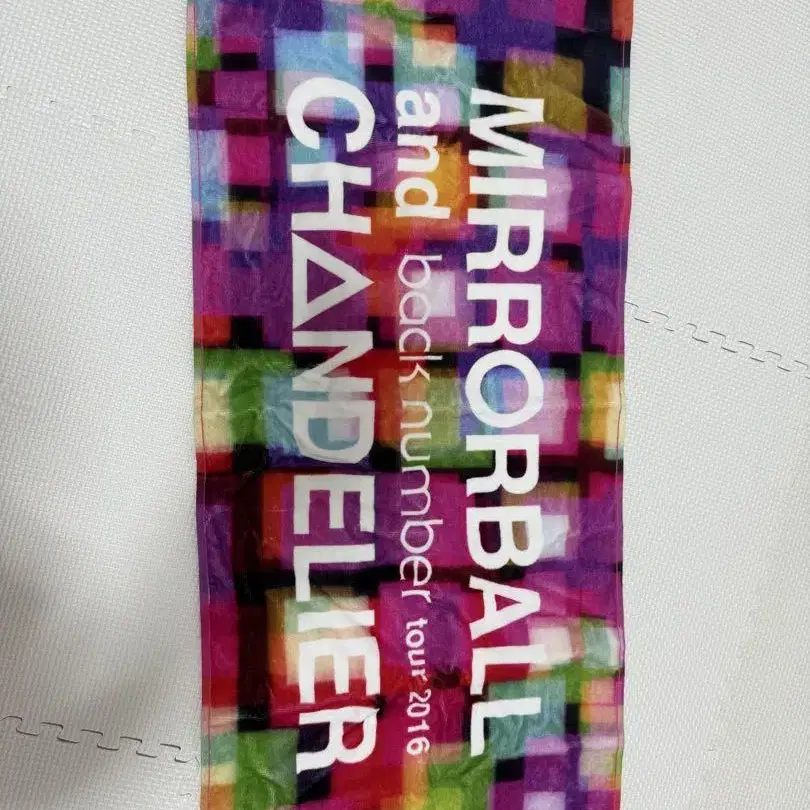 MIRRORBALL
and back number tour 2016
CHANDELIER